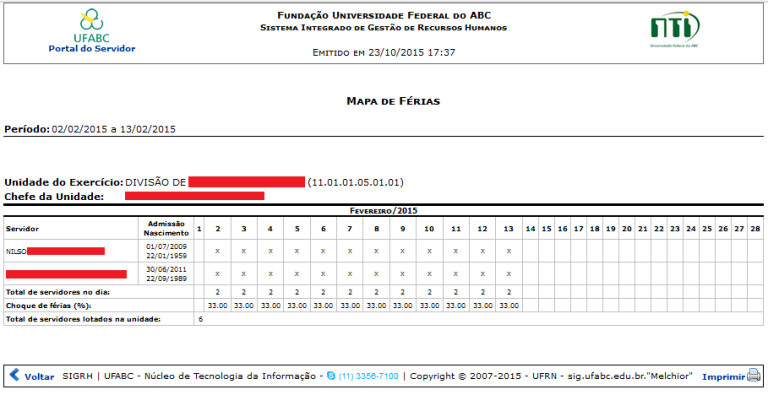 UFABC
Portal do Servidor
Fundação Universidade Federal do ABC
Sistema Integrado de Gestão de Recursos Humanos
Emitido em 23/10/2015 17:37
NTI
Universidade Federal do ABC
Mapa de Férias
Período: 02/02/2015 a 13/02/2015
Unidade do Exercício: DIVISÃO DE (11.01.01.05.01.01)
Chefe da Unidade:
Fevereiro/2015
Servidor Admissão Nascimento 1 2 3 4 5 6 7 8 9 10 11 12 13 14 15 16 17 18 19 20 21 22 23 24 25 26 27 28
NILSO 01/07/2009 22/01/1959 x x x x x x x x x x x x
30/06/2011 22/09/1989 x x x x x x x x x x x x
Total de servidores no dia: 2 2 2 2 2 2 2 2 2 2 2 2
Choque de férias (%): 33.00 33.00 33.00 33.00 33.00 33.00 33.00 33.00 33.00 33.00 33.00 33.00
Total de servidores lotados na unidade: 6
Voltar SIGRH | UFABC - Núcleo de Tecnologia da Informação - (11) 3356-7100 | Copyright © 2007-2015 - UFRN - sig.ufabc.edu.br."Melchior" Imprimir